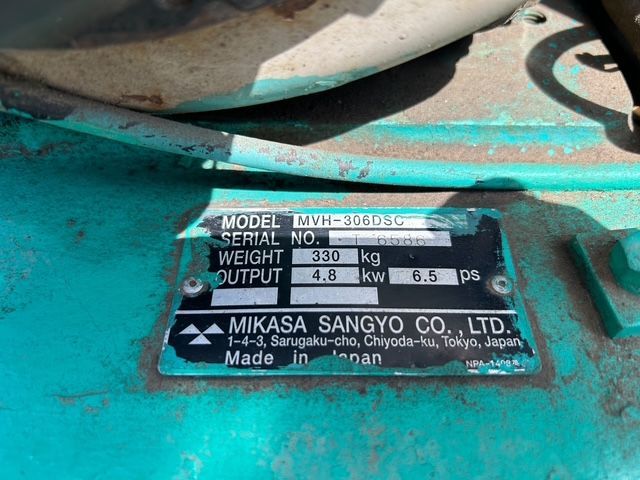 MODEL MVH-306DSC
SERIAL NO. T 6586
WEIGHT 330 kg
OUTPUT 4.8 kw 6.5 ps
MIKASA SANGYO CO., LTD.
1-4-3, Sarugaku-cho, Chiyoda-ku, Tokyo, Japan
Made in Japan